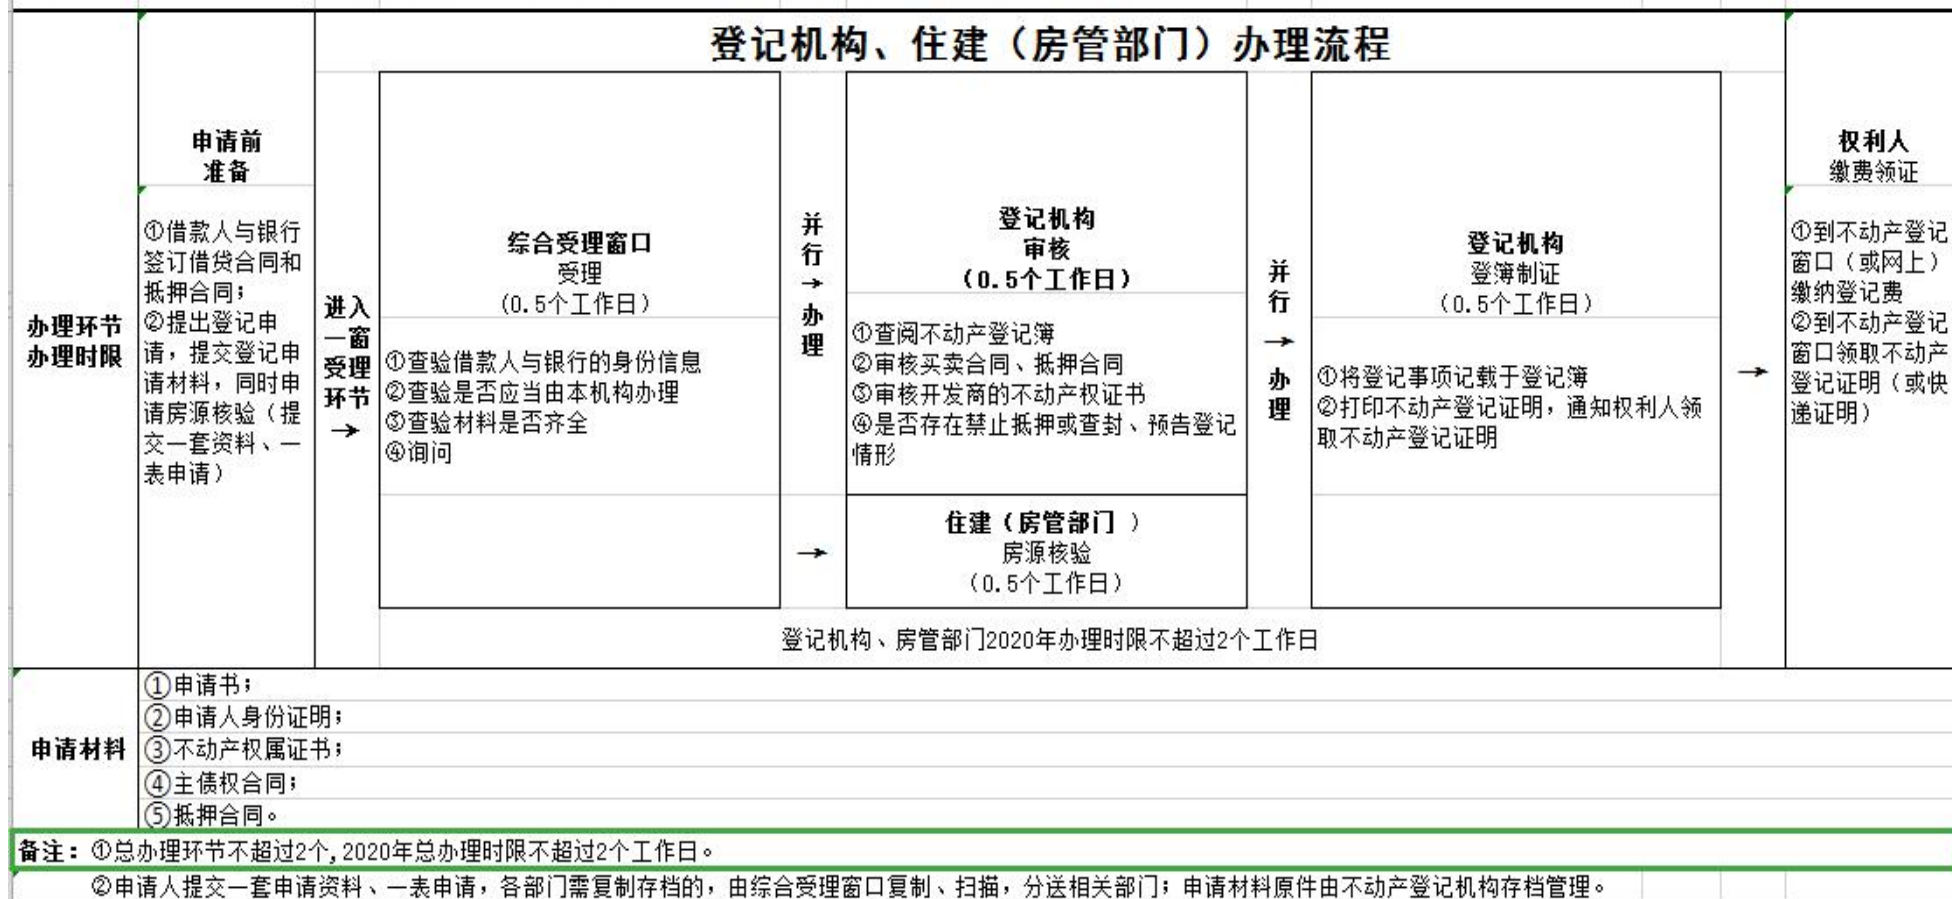 登记机构、住建（房管部门）办理流程
办理环节
办理时限
申请前
准备
①借款人与银行
签订借贷合同和
抵押合同；
②提出登记申
请，提交登记申
请材料，同时申
请房源核验（提
交一套资料、一
表申请）
进入
一窗
受理
环节
→
综合受理窗口
受理
（0.5个工作日）
①查验借款人与银行的身份信息
②查验是否应当由本机构办理
③查验材料是否齐全
④询问
并
行
→
办
理
→
登记机构
审核
（0.5个工作日）
①查阅不动产登记簿
②审核买卖合同、抵押合同
③审核开发商的不动产权证书
④是否存在禁止抵押或查封、预告登记
情形
住建（房管部门 ）
房源核验
（0.5个工作日）
并
行
→
办
理
登记机构
登簿制证
（0.5个工作日）
①将登记事项记载于登记簿
②打印不动产登记证明，通知权利人领
取不动产登记证明
→
权利人
缴费领证
①到不动产登记
窗口（或网上）
缴纳登记费
②到不动产登记
窗口领取不动产
登记证明（或快
递证明）
登记机构、房管部门2020年办理时限不超过2个工作日
申请材料
①申请书；
②申请人身份证明；
③不动产权属证书；
④主债权合同；
⑤抵押合同。
备注：①总办理环节不超过2个,2020年总办理时限不超过2个工作日。
②申请人提交一套申请资料、一表申请，各部门需复制存档的，由综合受理窗口复制、扫描，分送相关部门；申请材料原件由不动产登记机构存档管理。